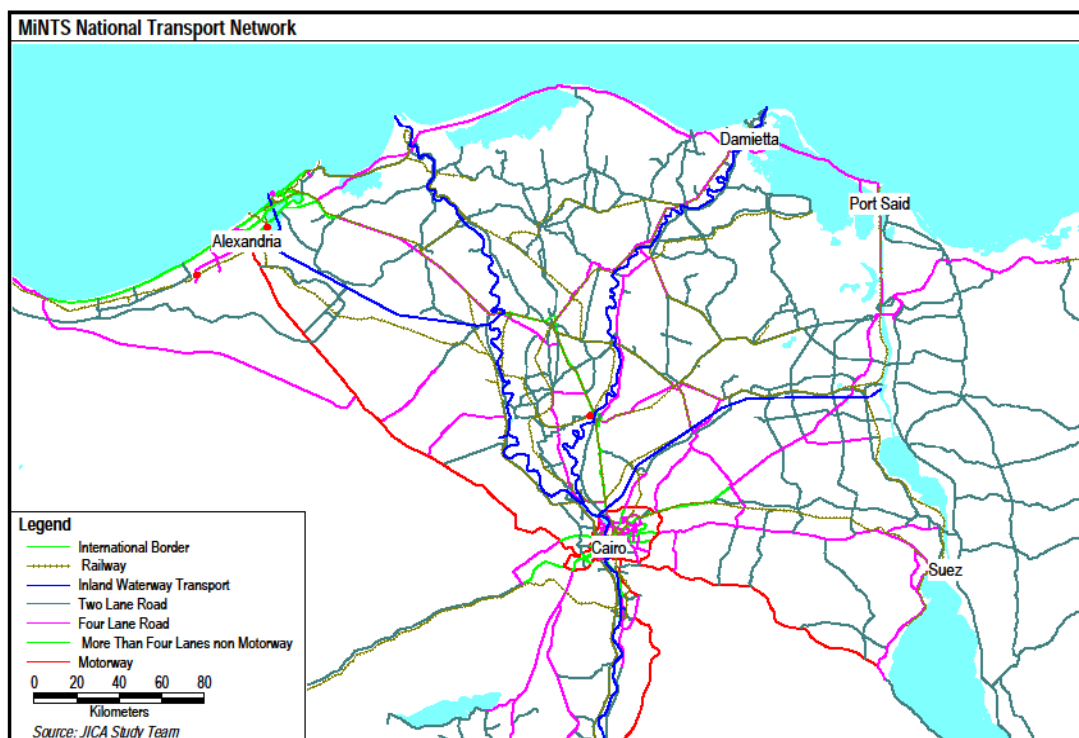 MiNTS National Transport Network
Damietta
Port Said
Alexandria
Cairo
Suez
Legend
International Border
Railway
Inland Waterway Transport
Two Lane Road
Four Lane Road
More Than Four Lanes non Motorway
Motorway
0 20 40 60 80
Kilometers
Source: JICA Study Team